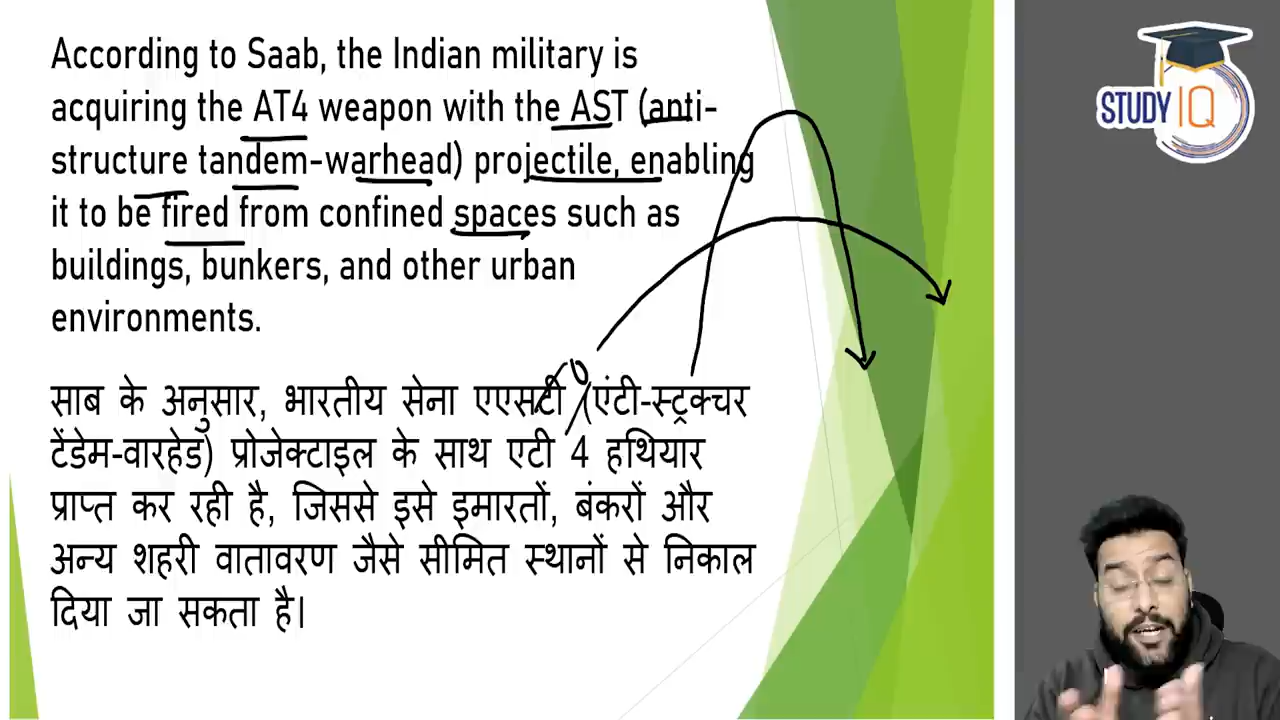 According to Saab, the Indian military is
acquiring the AT4 weapon with the AST (anti-
structure tandem-warhead) projectile, enabling
it to be fired from confined spaces such as
buildings, bunkers, and other urban
environments.
साब के अनुसार, भारतीय सेना एएसटी (एंटी-स्ट्रक्चर
टेंडेम-वारहेड) प्रोजेक्टाइल के साथ एटी 4 हथियार
प्राप्त कर रही है, जिससे इसे इमारतों, बंकरों और
अन्य शहरी वातावरण जैसे सीमित स्थानों से निकाल
दिया जा सकता है।
STUDY IQ